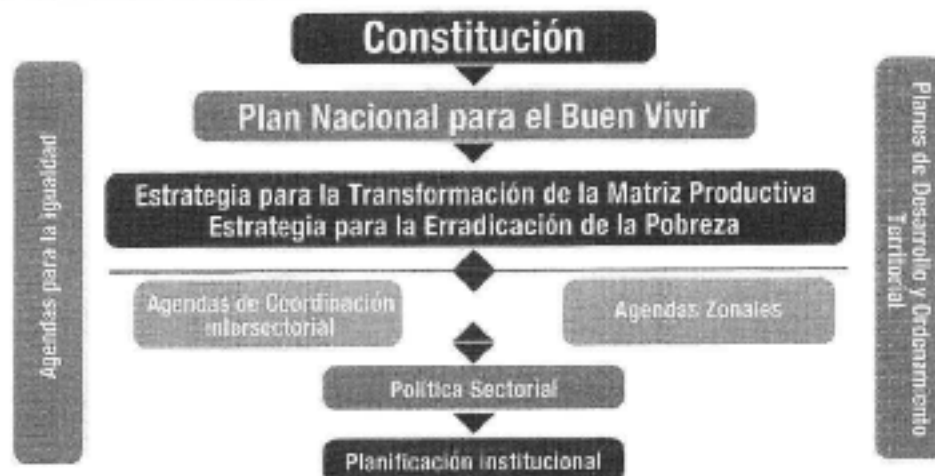 Constitución
Plan Nacional para el Buen Vivir
Estrategia para la Transformación de la Matriz Productiva
Estrategia para la Erradicación de la Pobreza
Agendas para la igualdad
Agendas de Coordinación
intersectorial
Agendas Zonales
Planes de Desarrollo y Ordenamiento
Territorial
Política Sectorial
Planificación institucional